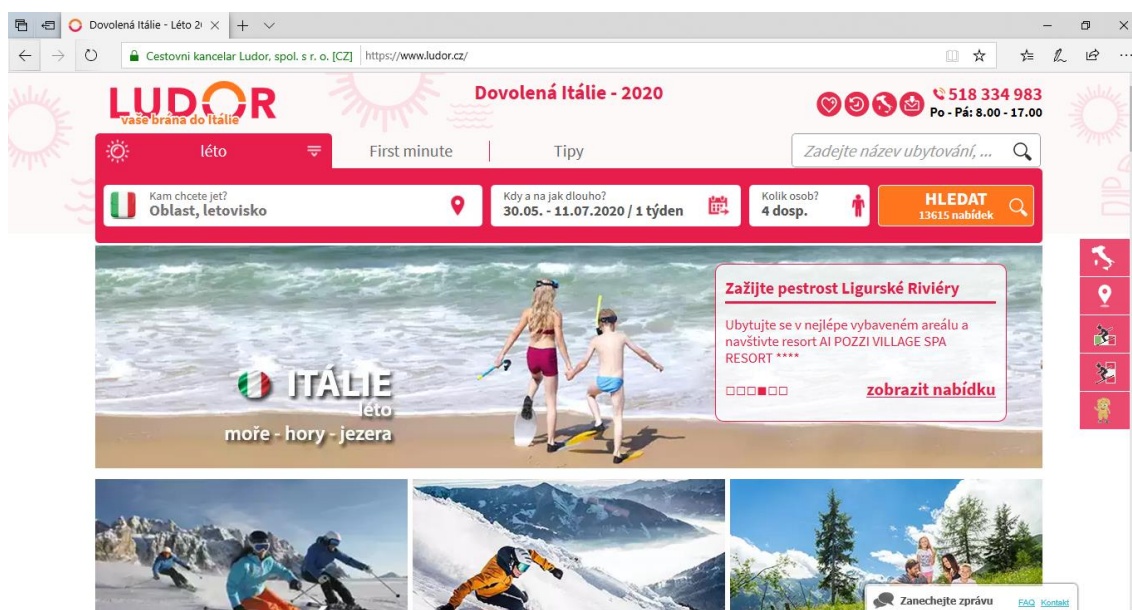 Dovolená Itálie - Léto 2
Cestovni kancelar Ludor, spol. s r. o. [CZ]
https://www.ludor.cz/
LUDOR
vaše brána do Itálie
Dovolená Itálie - 2020
518 334 983
Po - Pá: 8.00 - 17.00
léto
First minute
Tipy
Zadejte název ubytování, ...
Kam chcete jet?
Oblast, letovisko
Kdy a na jak dlouho?
30.05. - 11.07.2020 / 1 týden
Kolik osob?
4 dosp.
HLEDAT
13615 nabídek
Zažijte pestrost Ligurské Riviéry
Ubytujte se v nejlépe vybaveném areálu a
navštivte resort AI POZZI VILLAGE SPA
RESORT ****
zobrazit nabídku
ITÁLIE
léto
moře - hory - jezera
Zanechejte zprávu
FAQ Kontakt